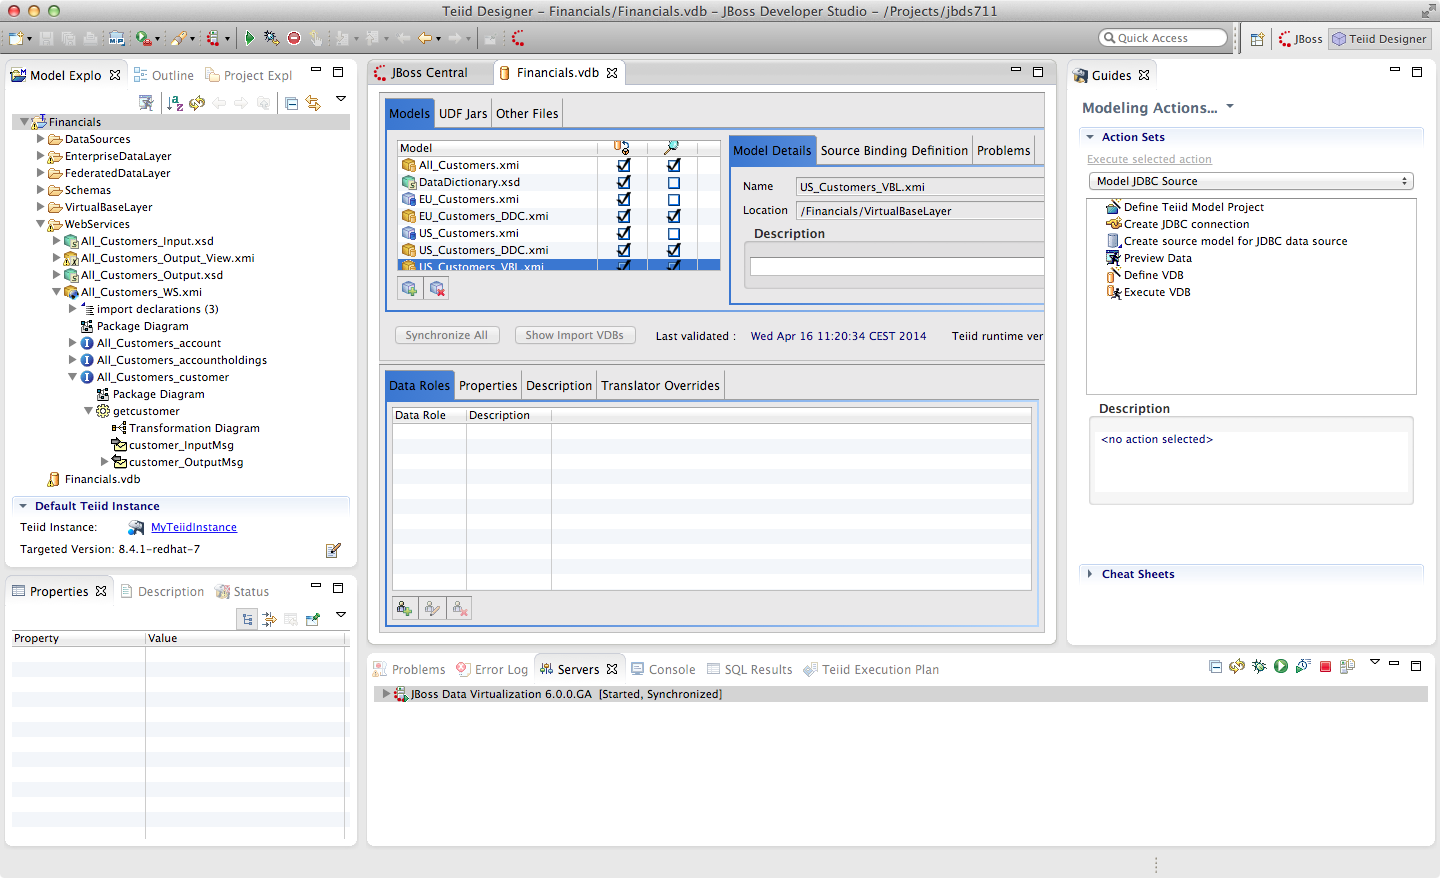 Teiid Designer – Financials/Financials.vdb – JBoss Developer Studio – /Projects/jbds711
Quick Access
JBoss
Teiid Designer
Model Explo
Outline
Project Expl
Financials
DataSources
EnterpriseDataLayer
FederatedDataLayer
Schemas
VirtualBaseLayer
WebServices
All_Customers_Input.xsd
All_Customers_Output_View.xmi
All_Customers_Output.xsd
All_Customers_WS.xmi
import declarations (3)
Package Diagram
All_Customers_account
All_Customers_accountholdings
All_Customers_customer
Package Diagram
getcustomer
Transformation Diagram
customer_InputMsg
customer_OutputMsg
Financials.vdb
Default Teiid Instance
Teiid Instance: MyTeiidInstance
Targeted Version: 8.4.1-redhat-7
Properties
Description
Status
Property Value
JBoss Central
Financials.vdb
Models
UDF Jars
Other Files
Model
All_Customers.xmi
DataDictionary.xsd
EU_Customers.xmi
EU_Customers_DDC.xmi
US_Customers.xmi
US_Customers_DDC.xmi
US_Customers_VBL.xmi
Model Details
Source Binding Definition
Problems
Name US_Customers_VBL.xmi
Location /Financials/VirtualBaseLayer
Description
Synchronize All
Show Import VDBs
Last validated : Wed Apr 16 11:20:34 CEST 2014
Teiid runtime ver
Data Roles
Properties
Description
Translator Overrides
Data Role Description
Guides
Modeling Actions...
Action Sets
Execute selected action
Model JDBC Source
Define Teiid Model Project
Create JDBC connection
Create source model for JDBC data source
Preview Data
Define VDB
Execute VDB
Description
<no action selected>
Cheat Sheets
Problems
Error Log
Servers
Console
SQL Results
Teiid Execution Plan
JBoss Data Virtualization 6.0.0.GA [Started, Synchronized]